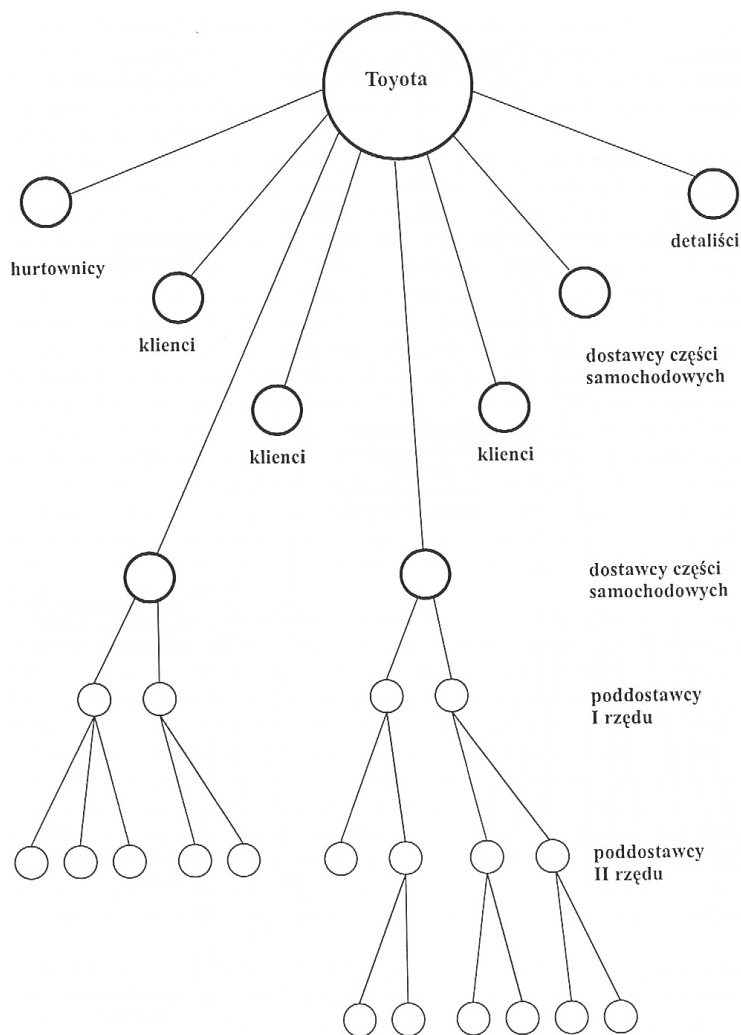 Toyota
hurtownicy
detaliści
klienci
dostawcy części
samochodowych
klienci
klienci
dostawcy części
samochodowych
poddostawcy
I rzędu
poddostawcy
II rzędu